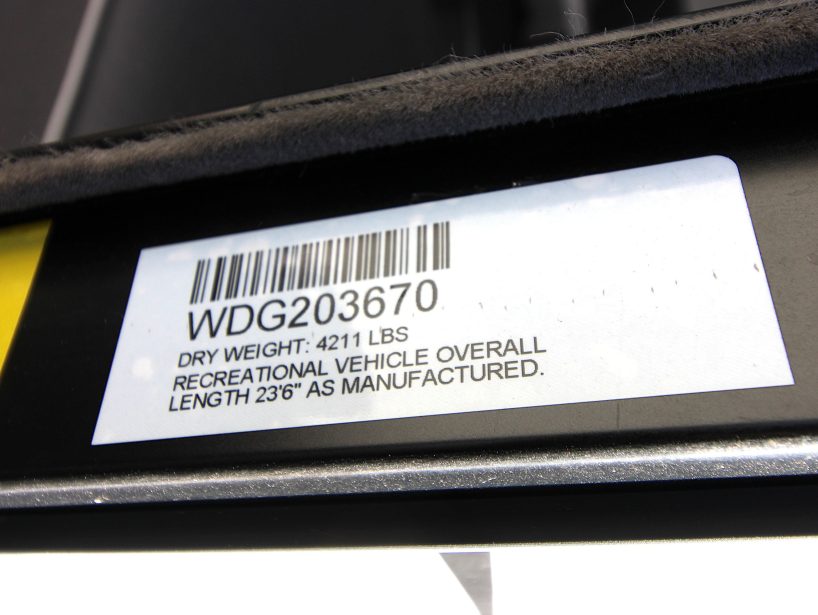 WDG203670
DRY WEIGHT: 4211 LBS
RECREATIONAL VEHICLE OVERALL
LENGTH 23'6" AS MANUFACTURED.